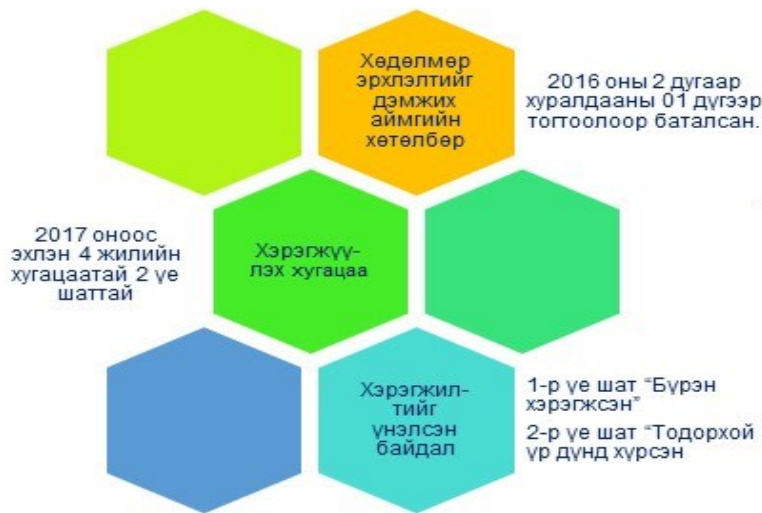 Хөдөлмөр
эрхлэлтийг
дэмжих
аймгийн
хөтөлбөр
2016 оны 2 дугаар
хуралдааны 01 дүгээр
тогтоолоор баталсан.
2017 оноос
эхлэн 4 жилийн
хугацаатай 2 үе
шаттай
Хэрэгжүү-
лэх хугацаа
Хэрэгжил-
тийг
үнэлсэн
байдал
1-р үе шат “Бүрэн
хэрэгжсэн”
2-р үе шат “Тодорхой
үр дүнд хүрсэн